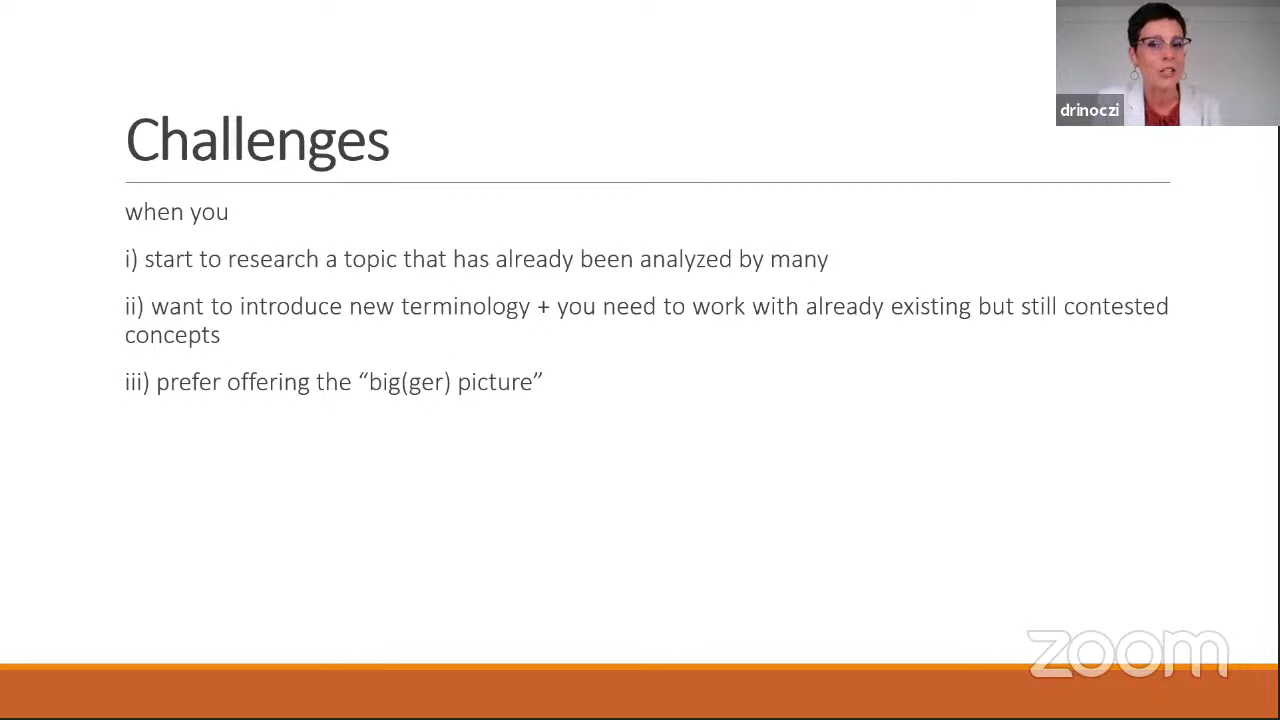 drinoczi
Challenges
when you
i) start to research a topic that has already been analyzed by many
ii) want to introduce new terminology + you need to work with already existing but still contested
concepts
iii) prefer offering the “big(ger) picture”
zoom